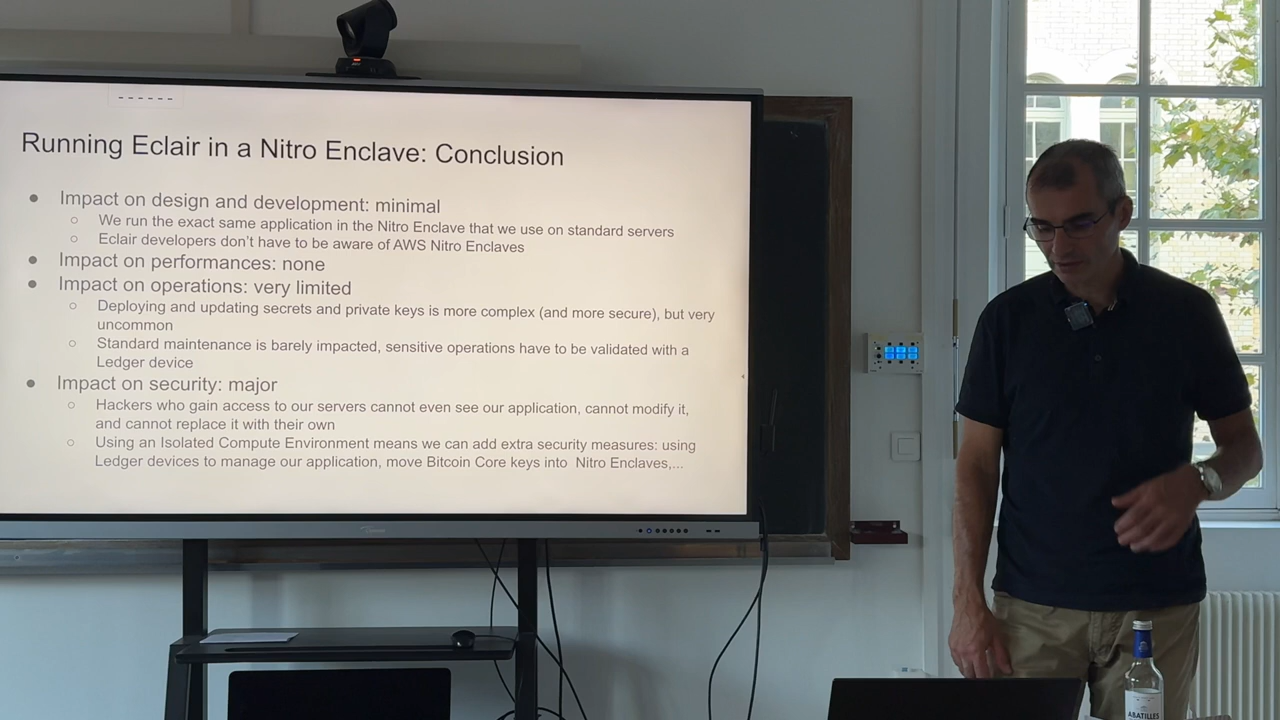 Running Eclair in a Nitro Enclave: Conclusion
● Impact on design and development: minimal
○ We run the exact same application in the Nitro Enclave that we use on standard servers
○ Eclair developers don't have to be aware of AWS Nitro Enclaves
● Impact on performances: none
● Impact on operations: very limited
○ Deploying and updating secrets and private keys is more complex (and more secure), but very
uncommon
○ Standard maintenance is barely impacted, sensitive operations have to be validated with a
Ledger device
● Impact on security: major
○ Hackers who gain access to our servers cannot even see our application, cannot modify it,
and cannot replace it with their own
○ Using an Isolated Compute Environment means we can add extra security measures: using
Ledger devices to manage our application, move Bitcoin Core keys into Nitro Enclaves,...
ABATILLES